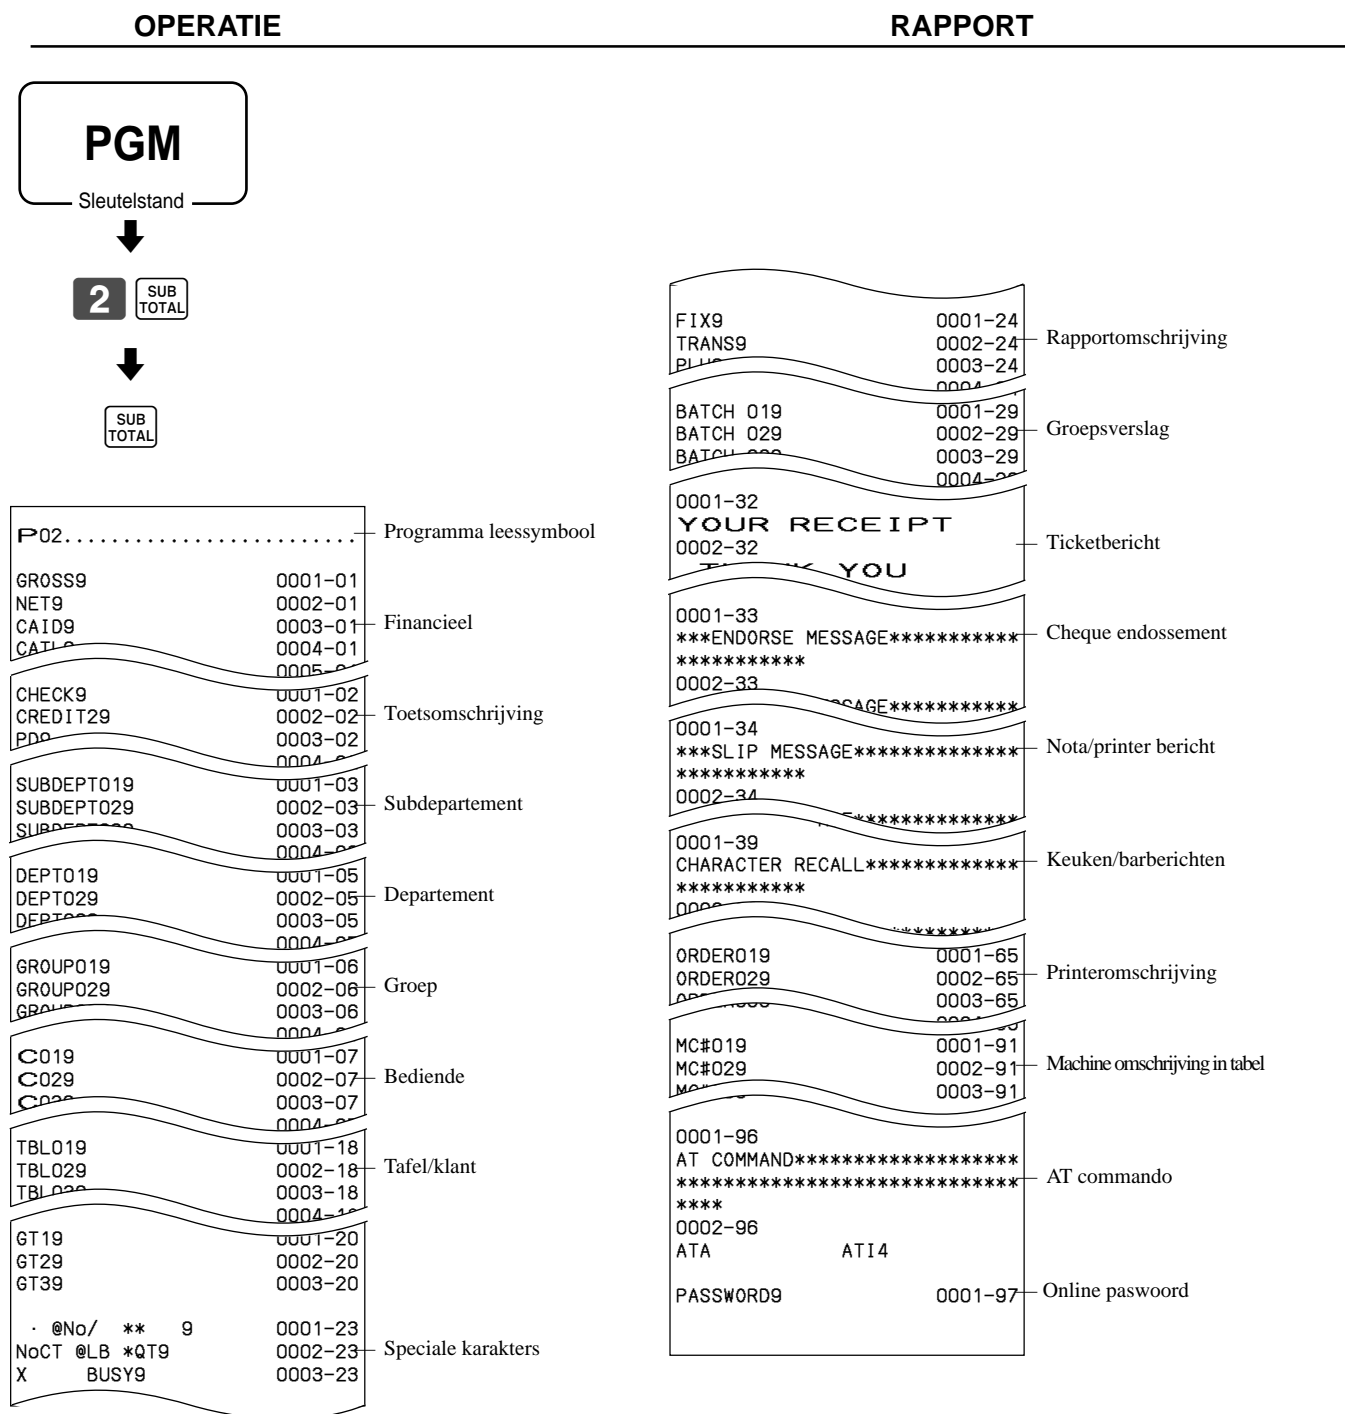 OPERATIE
RAPPORT
PGM
Sleutelstand
2 SUB TOTAL
SUB TOTAL
P02......................... Programma leessymbool
GROSS9 0001-01
NET9 0002-01
CAID9 0003-01 Financieel
0004-01
CHECK9 0001-02
CREDIT29 0002-02 Toetsomschrijving
0003-02
SUBDEPT019 0001-03
SUBDEPT029 0002-03 Subdepartement
0003-03
DEPT019 0001-05
DEPT029 0002-05 Departement
0003-05
GROUP019 0001-06
GROUP029 0002-06 Groep
0003-06
C019 0001-07
C029 0002-07 Bediende
0003-07
TBL019 0001-18
TBL029 0002-18 Tafel/klant
0003-18
GT19 0001-20
GT29 0002-20
GT39 0003-20
· @No/ ** 9 0001-23
NoCT @LB *QT9 0002-23 Speciale karakters
X BUSY9 0003-23
FIX9 0001-24
TRANS9 0002-24 Rapportomschrijving
0003-24
BATCH 019 0001-29
BATCH 029 0002-29 Groepsverslag
0003-29
0001-32
YOUR RECEIPT
0002-32 Ticketbericht
YOU
0001-33
***ENDORSE MESSAGE*********** Cheque endossement
***********
0002-33
0001-34
***SLIP MESSAGE************** Nota/printer bericht
***********
0002-34
0001-39
CHARACTER RECALL************* Keuken/barberichten
***********
ORDER019 0001-65
ORDER029 0002-65 Printeromschrijving
0003-65
MC#019 0001-91
MC#029 0002-91 Machine omschrijving in tabel
0003-91
0001-96
AT COMMAND*******************
***************************** AT commando
****
0002-96
ATA ATI4
PASSWORD9 0001-97 Online paswoord